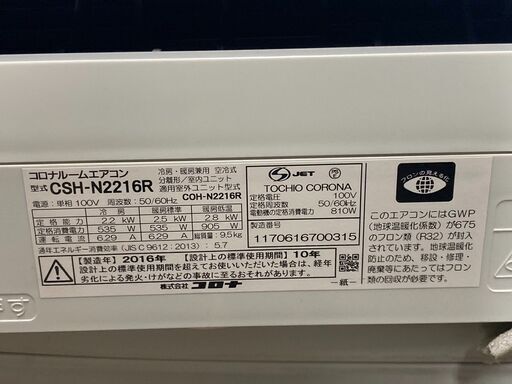 コロナルームエアコン
型式 CSH-N2216R
冷房・暖房兼用 空冷式
分離形/室内ユニット
適用室外ユニット型式
COH-N2216R
電源:単相 100V 周波数:50/60Hz
冷房 暖房標準 暖房低温
能力 2.2 kW 2.5 kW 2.8 kW
定格消費電力 535 W 535 W 905 W
運転電流 6.29 A 6.29 A 総質量:9.5kg
通年エネルギー消費効率(JIS C 9612:2013):5.7
【製造年】2016年 【設計上の標準使用期間】10年
設計上の標準使用期間を超えてお使いいただいた場合は、経年
劣化による発火・けがなどの事故に至るおそれがあります。
株式会社コロナ
JET
TOCHIO CORONA
定格電圧 100V
定格周波数 50/60Hz
電動機の定格消費電力 810W
製造番号
1170616700315
-紙-
フロンの見える化
このエアコンにはGWP
(地球温暖化係数)が675
のフロン類(R32)が封入
されています。地球温暖化
防止のため、移設・修理・
廃棄等にあたってはフロン
類の回収が必要です。